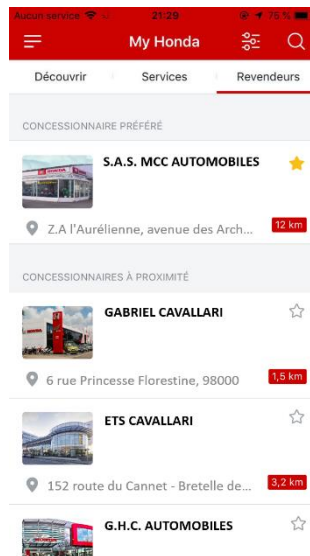 Aucun service 21:29 75 %
My Honda
Découvrir Services Revendeurs
CONCESSIONNAIRE PRÉFÉRÉ
S.A.S. MCC AUTOMOBILES
Z.A l'Aurélienne, avenue des Arch...
12 km
CONCESSIONNAIRES À PROXIMITÉ
GABRIEL CAVALLARI
6 rue Princesse Florestine, 98000
1,5 km
ETS CAVALLARI
152 route du Cannet - Bretelle de...
3,2 km
G.H.C. AUTOMOBILES